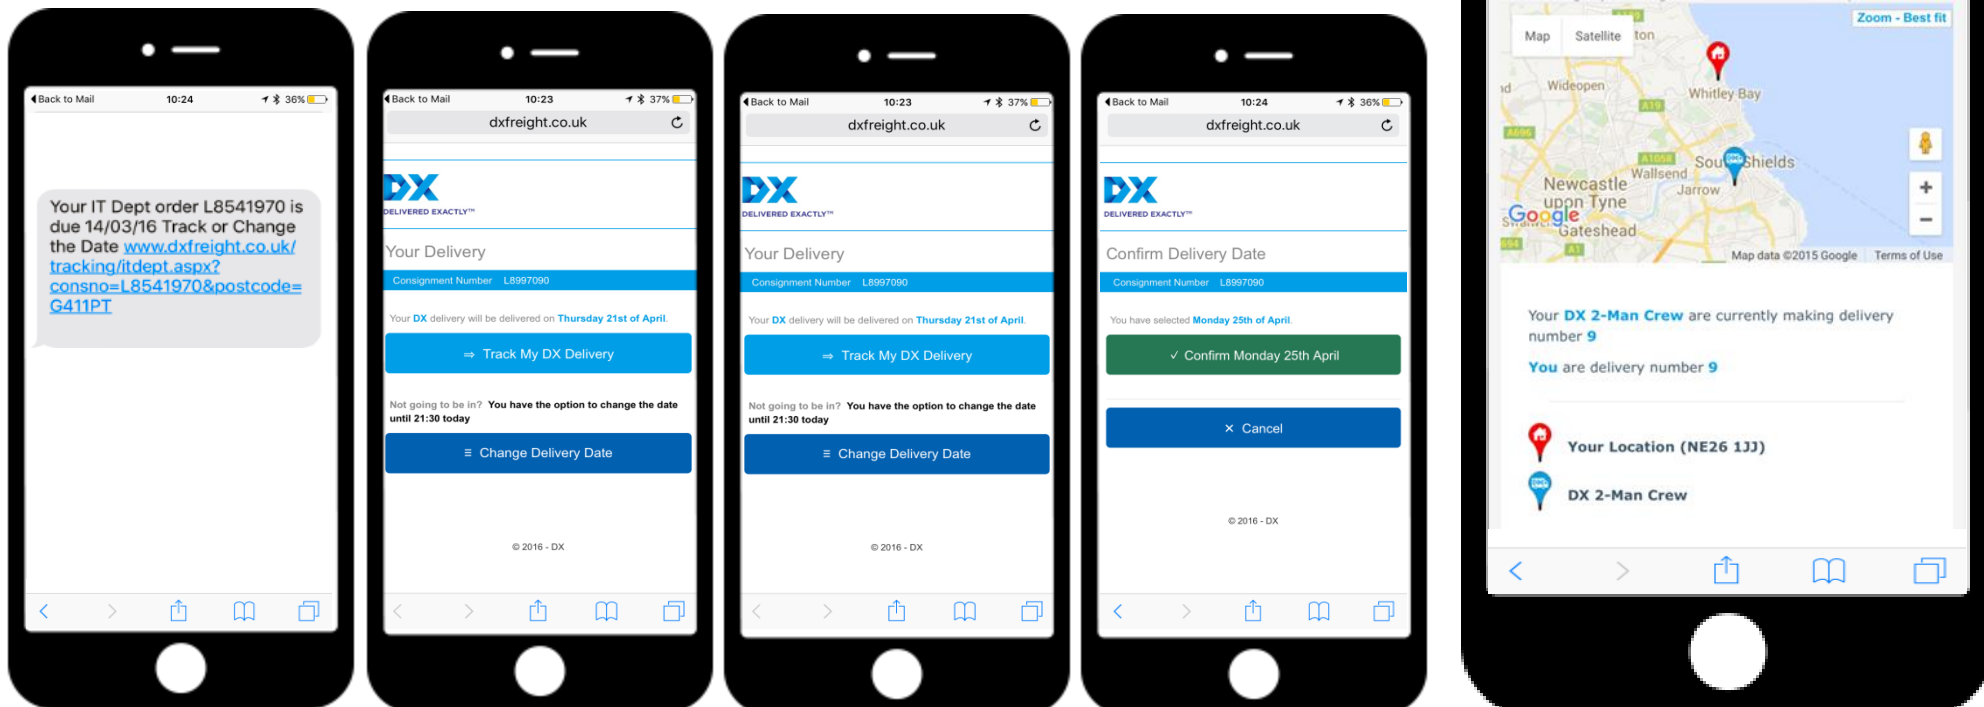 Back to Mail 10:24 36%
Your IT Dept order L8541970 is
due 14/03/16 Track or Change
the Date www.dxfreight.co.uk/
tracking/itdept.aspx?
consno=L8541970&postcode=
G411PT
Back to Mail 10:23 37%
dxfreight.co.uk
DX
DELIVERED EXACTLY™
Your Delivery
Consignment Number L8997090
Your DX delivery will be delivered on Thursday 21st of April.
⇒ Track My DX Delivery
Not going to be in? You have the option to change the date
until 21:30 today
≡ Change Delivery Date
© 2016 - DX
Back to Mail 10:23 37%
dxfreight.co.uk
DX
DELIVERED EXACTLY™
Your Delivery
Consignment Number L8997090
Your DX delivery will be delivered on Thursday 21st of April.
⇒ Track My DX Delivery
Not going to be in? You have the option to change the date
until 21:30 today
≡ Change Delivery Date
© 2016 - DX
Back to Mail 10:24 36%
dxfreight.co.uk
DX
DELIVERED EXACTLY™
Confirm Delivery Date
Consignment Number L8997090
You have selected Monday 25th of April.
✓ Confirm Monday 25th April
✕ Cancel
© 2016 - DX
Zoom - Best fit
Map Satellite
Wideopen
Whitley Bay
A19
A696
A1058
Shields
Wallsend
Newcastle
upon Tyne
Jarrow
Google
Gateshead
A1
Map data ©2015 Google Terms of Use
Your DX 2-Man Crew are currently making delivery
number 9
You are delivery number 9
Your Location (NE26 1JJ)
DX 2-Man Crew